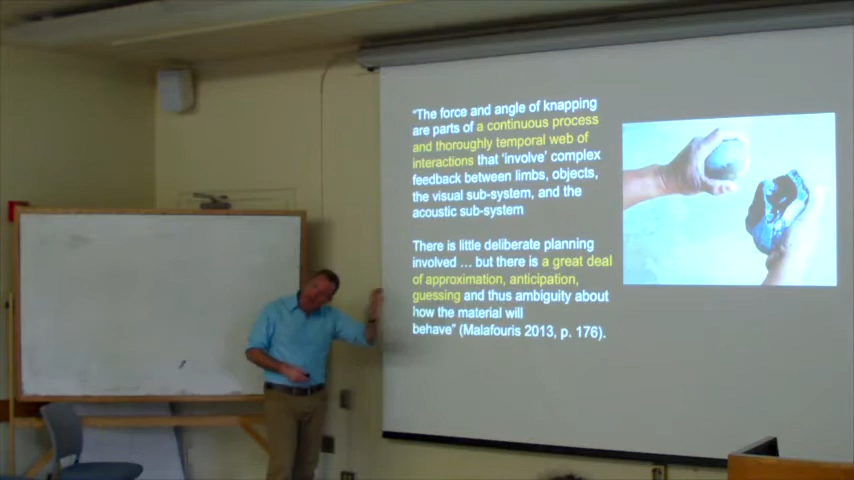 “The force and angle of knapping
are parts of a continuous process
and thoroughly temporal web of
interactions that ‘involve’ complex
feedback between limbs, objects,
the visual sub-system, and the
acoustic sub-system
There is little deliberate planning
involved ... but there is a great deal
of approximation, anticipation,
guessing and thus ambiguity about
how the material will
behave” (Malafouris 2013, p. 176).